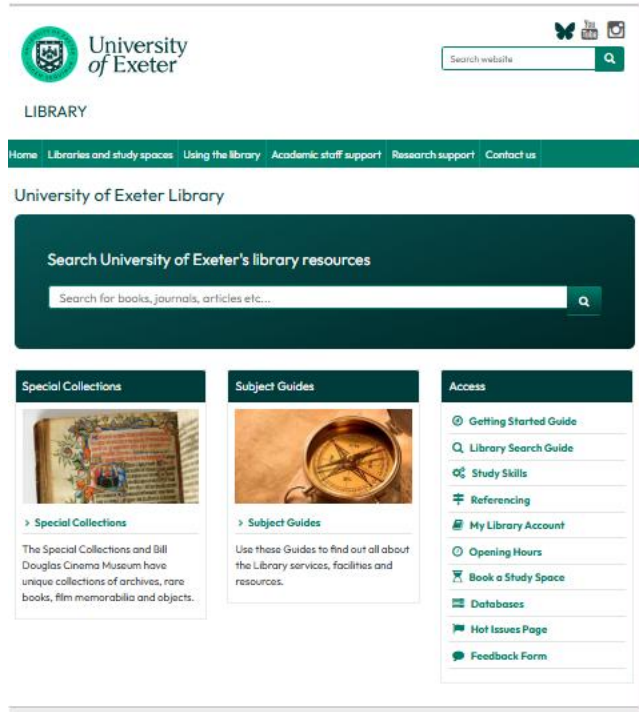 University
of Exeter
You
Tube
Search website
LIBRARY
Home Libraries and study spaces Using the library Academic staff support Research support Contact us
University of Exeter Library
Search University of Exeter's library resources
Search for books, journals, articles etc...
Special Collections
> Special Collections
The Special Collections and Bill
Douglas Cinema Museum have
unique collections of archives, rare
books, film memorabilia and objects.
Subject Guides
> Subject Guides
Use these Guides to find out all about
the Library services, facilities and
resources.
Access
Getting Started Guide
Library Search Guide
Study Skills
Referencing
My Library Account
Opening Hours
Book a Study Space
Databases
Hot Issues Page
Feedback Form